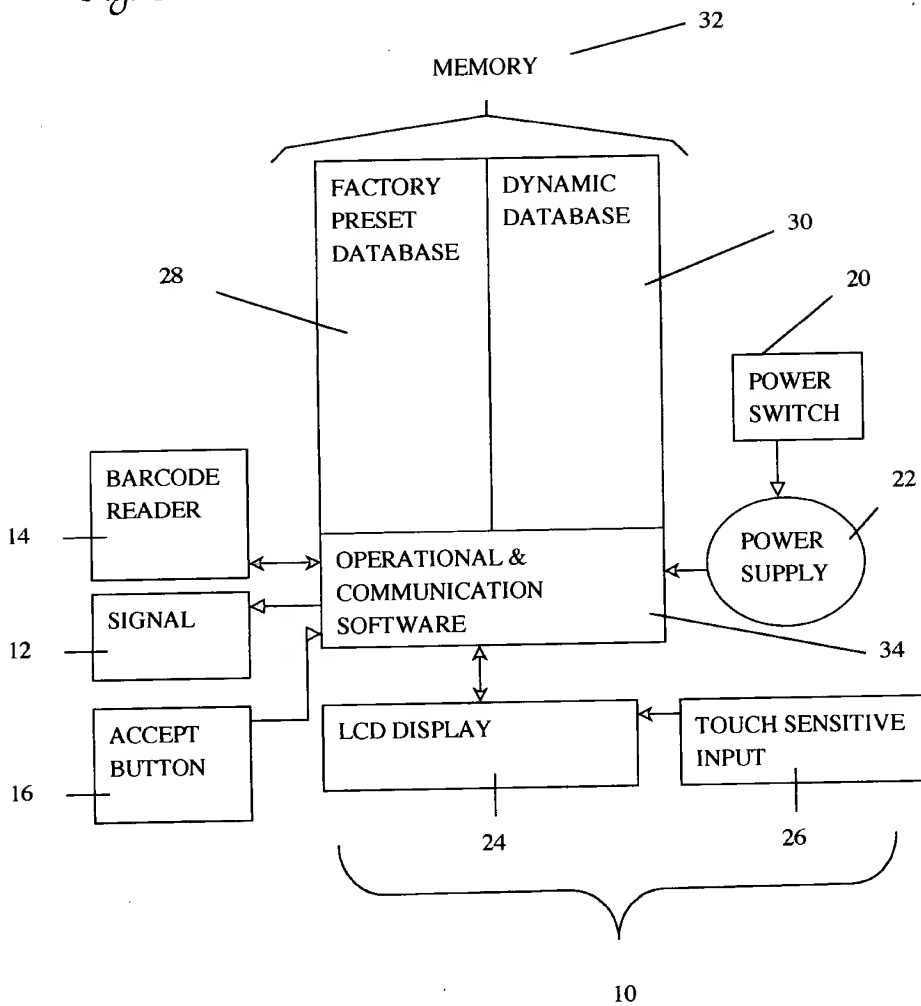 Fig.
32
MEMORY
FACTORY
PRESET
DATABASE
DYNAMIC
DATABASE
30
28
20
POWER
SWITCH
BARCODE
READER
22
14
POWER
SUPPLY
OPERATIONAL &
COMMUNICATION
SOFTWARE
SIGNAL
12
34
ACCEPT
BUTTON
LCD DISPLAY
TOUCH SENSITIVE
INPUT
16
24
26
10